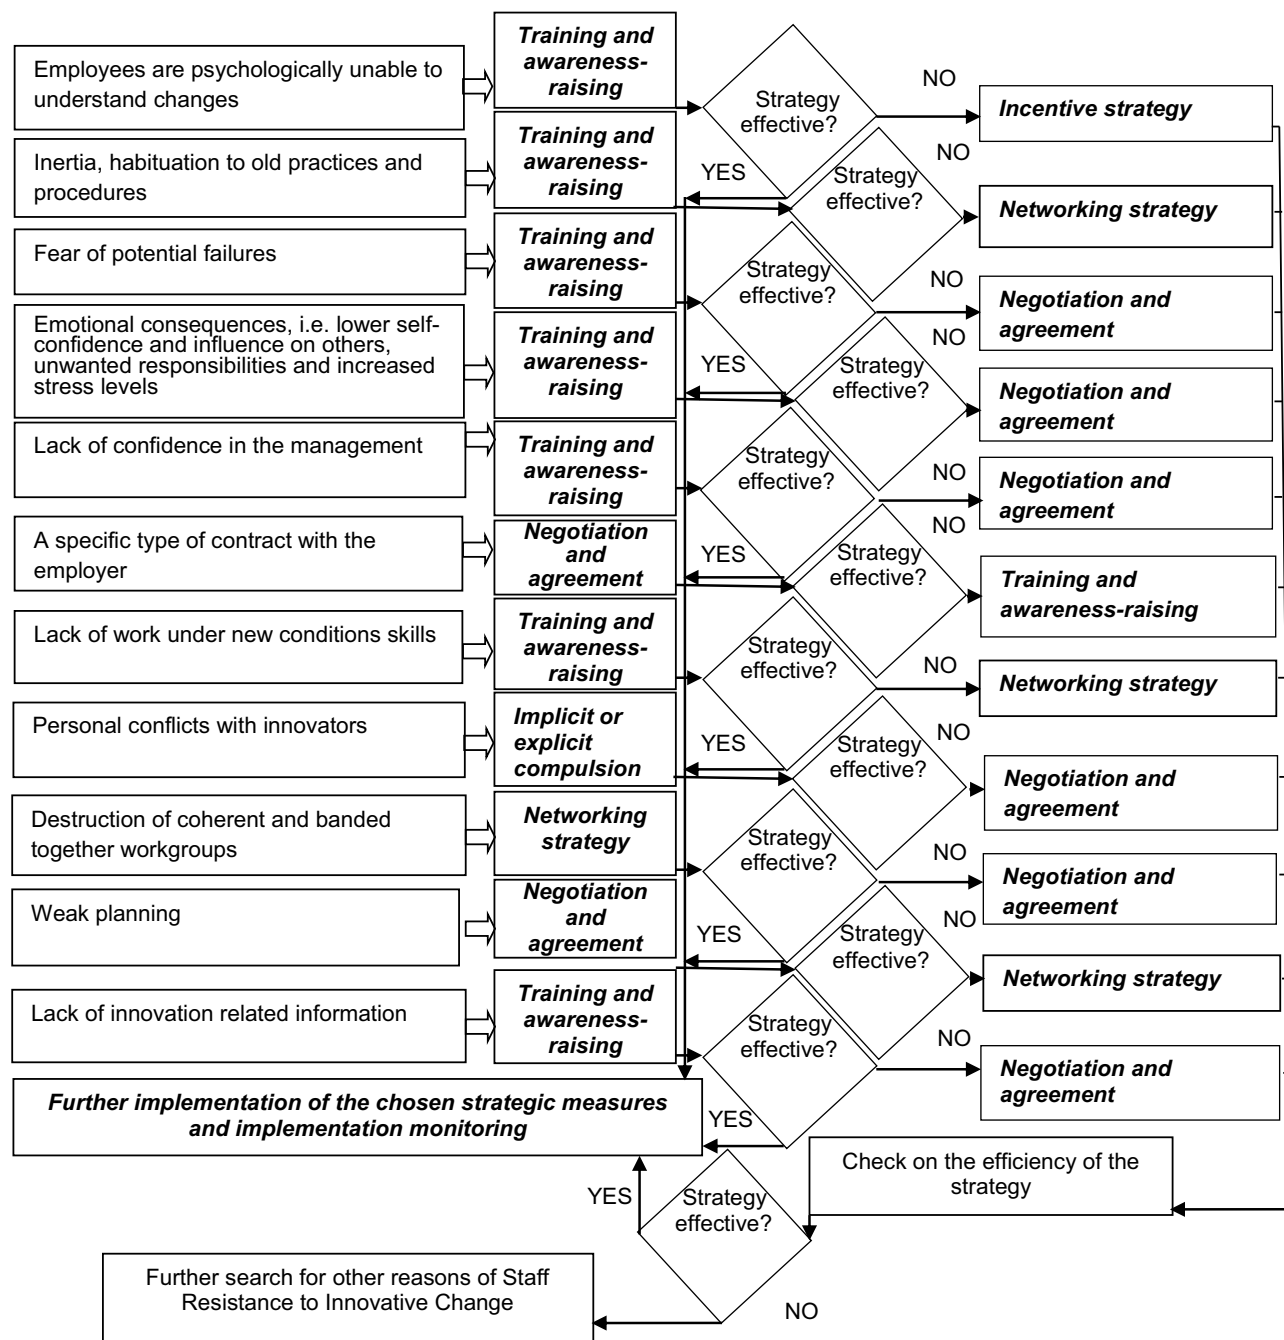 Employees are psychologically unable to
understand changes
Training and
awareness-
raising
Strategy
effective?
NO
YES
Incentive strategy
Inertia, habituation to old practices and
procedures
Training and
awareness-
raising
Strategy
effective?
NO
Networking strategy
Fear of potential failures
Training and
awareness-
raising
Strategy
effective?
NO
YES
Negotiation and
agreement
Emotional consequences, i.e. lower self-
confidence and influence on others,
unwanted responsibilities and increased
stress levels
Training and
awareness-
raising
Strategy
effective?
NO
Negotiation and
agreement
Lack of confidence in the management
Training and
awareness-
raising
Strategy
effective?
NO
YES
Negotiation and
agreement
A specific type of contract with the
employer
Negotiation
and
agreement
Strategy
effective?
NO
Training and
awareness-raising
Lack of work under new conditions skills
Training and
awareness-
raising
Strategy
effective?
NO
YES
Networking strategy
Personal conflicts with innovators
Implicit or
explicit
compulsion
Strategy
effective?
NO
Negotiation and
agreement
Destruction of coherent and banded
together workgroups
Networking
strategy
Strategy
effective?
NO
YES
Negotiation and
agreement
Weak planning
Negotiation
and
agreement
Strategy
effective?
NO
Networking strategy
Lack of innovation related information
Training and
awareness-
raising
Strategy
effective?
NO
YES
Negotiation and
agreement
Further implementation of the chosen strategic measures
and implementation monitoring
Check on the efficiency of the
strategy
YES
Strategy
effective?
NO
Further search for other reasons of Staff
Resistance to Innovative Change